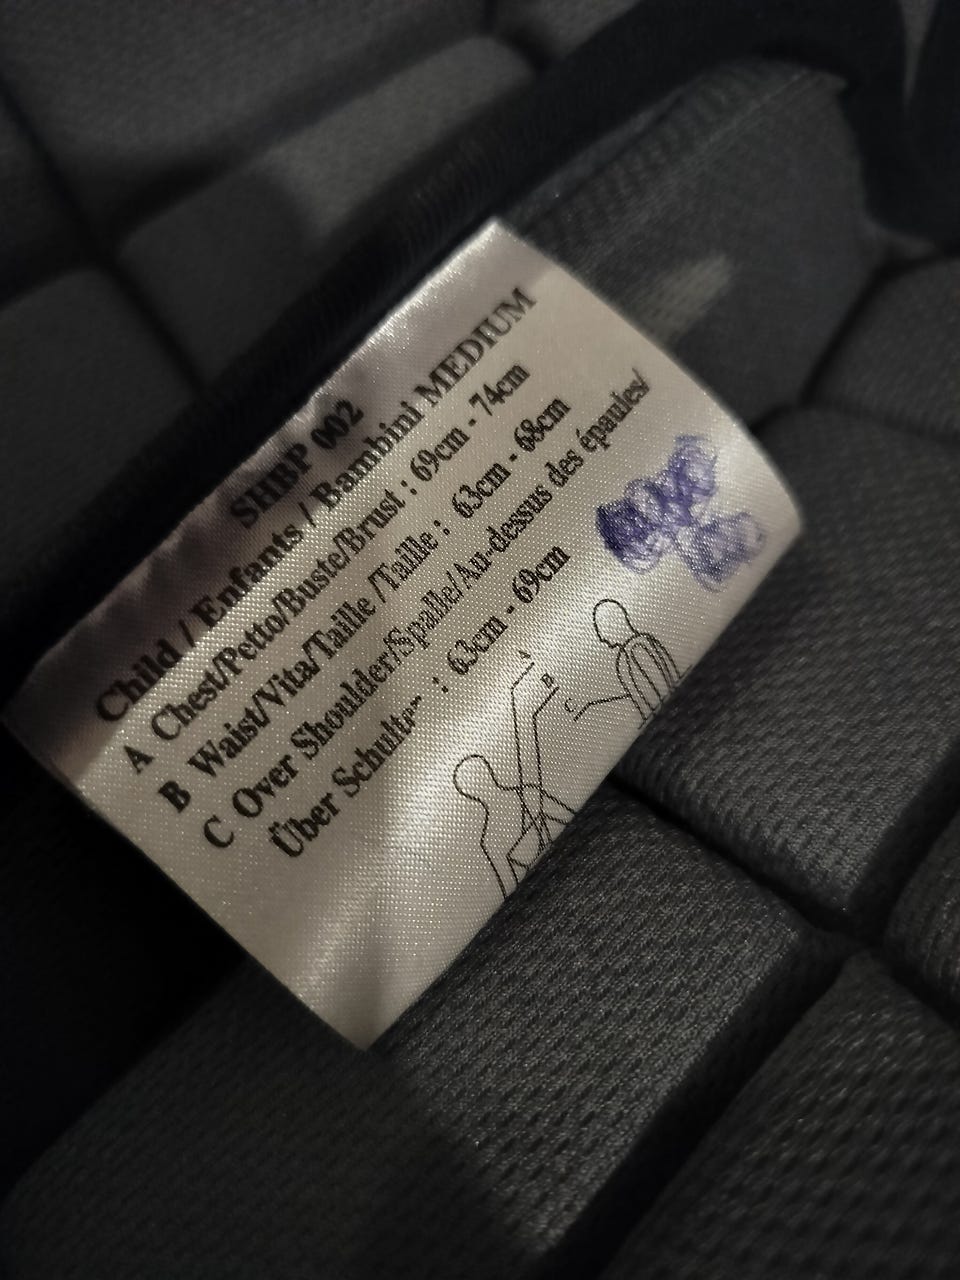 SHBP 002
Child / Enfants / Bambini MEDIUM
A Chest/Petto/Buste/Brust : 69cm - 74cm
B Waist/Vita/Taille /Taille : 63cm - 68cm
C Over Shoulder/Spalle/Au-dessus des épaules/
Über Schulter : 63cm - 69cm
A
B
C